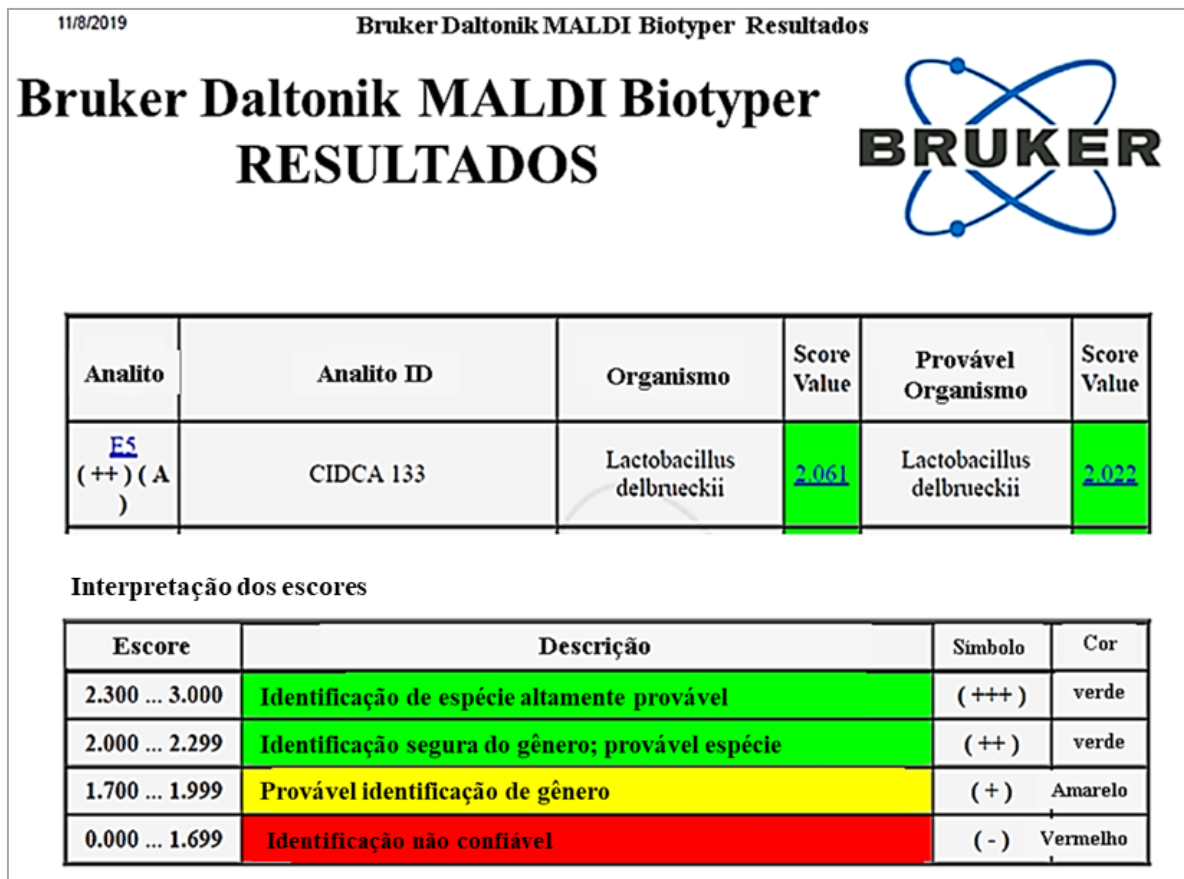 11/8/2019 Bruker Daltonik MALDI Biotyper Resultados
Bruker Daltonik MALDI Biotyper
RESULTADOS
BRUKER
Analito Analito ID Organismo Score Value Provável Organismo Score Value
E5 (++) ( A ) CIDCA 133 Lactobacillus delbrueckii 2.061 Lactobacillus delbrueckii 2.022
Interpretação dos escores
Escore Descrição Símbolo Cor
2.300 ... 3.000 Identificação de espécie altamente provável ( +++ ) verde
2.000 ... 2.299 Identificação segura do gênero; provável espécie ( ++ ) verde
1.700 ... 1.999 Provável identificação de gênero ( + ) Amarelo
0.000 ... 1.699 Identificação não confiável ( - ) Vermelho